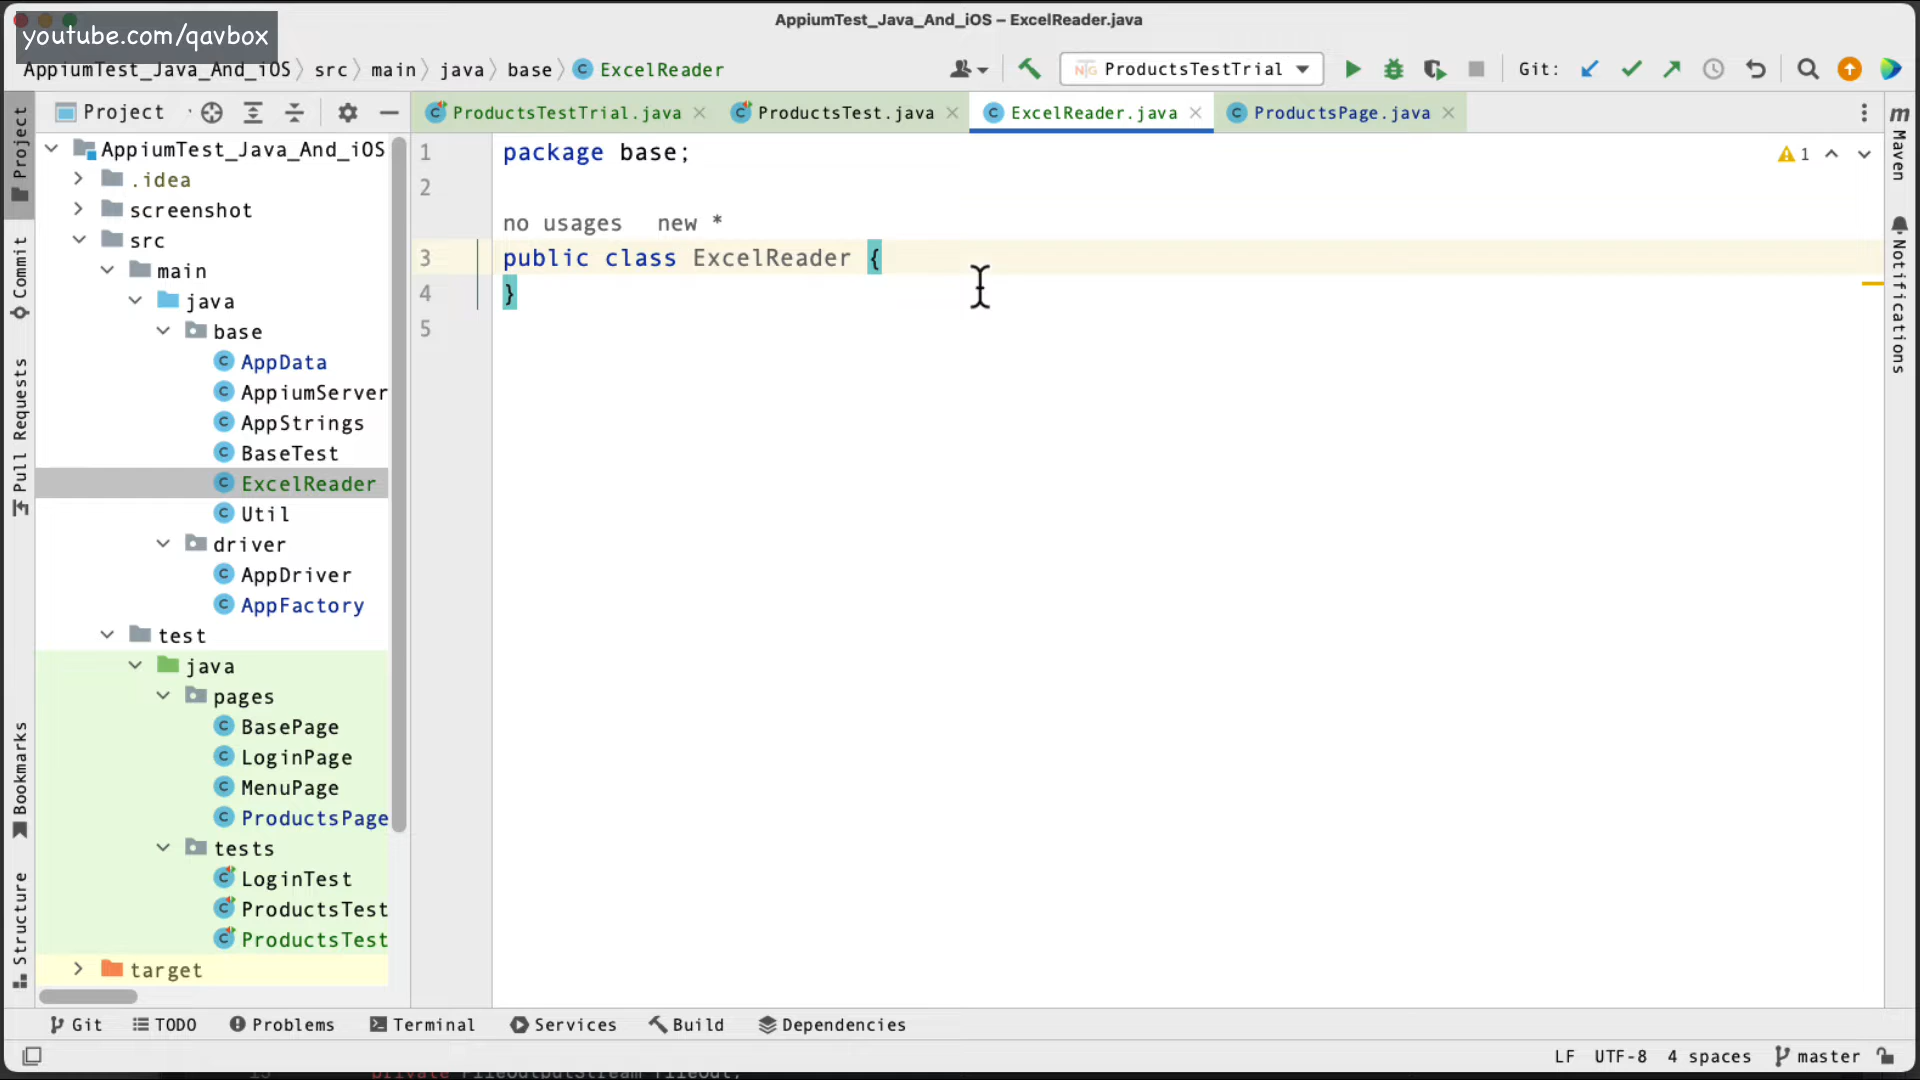 AppiumTest_Java_And_iOS – ExcelReader.java
youtube.com/qavbox
AppiumTest_Java_And_iOS src main java base ExcelReader
ProductsTestTrial
Git:
Project
ProductsTestTrial.java
ProductsTest.java
ExcelReader.java
ProductsPage.java
Project
Commit
Pull Requests
Bookmarks
Structure
AppiumTest_Java_And_iOS
.idea
screenshot
src
main
java
base
AppData
AppiumServer
AppStrings
BaseTest
ExcelReader
Util
driver
AppDriver
AppFactory
test
java
pages
BasePage
LoginPage
MenuPage
ProductsPage
tests
LoginTest
ProductsTest
ProductsTest
target
1 package base;
2
no usages new *
3 public class ExcelReader {
4 }
5
1
m
Maven
Notifications
Git TODO Problems Terminal Services Build Dependencies
LF UTF-8 4 spaces master